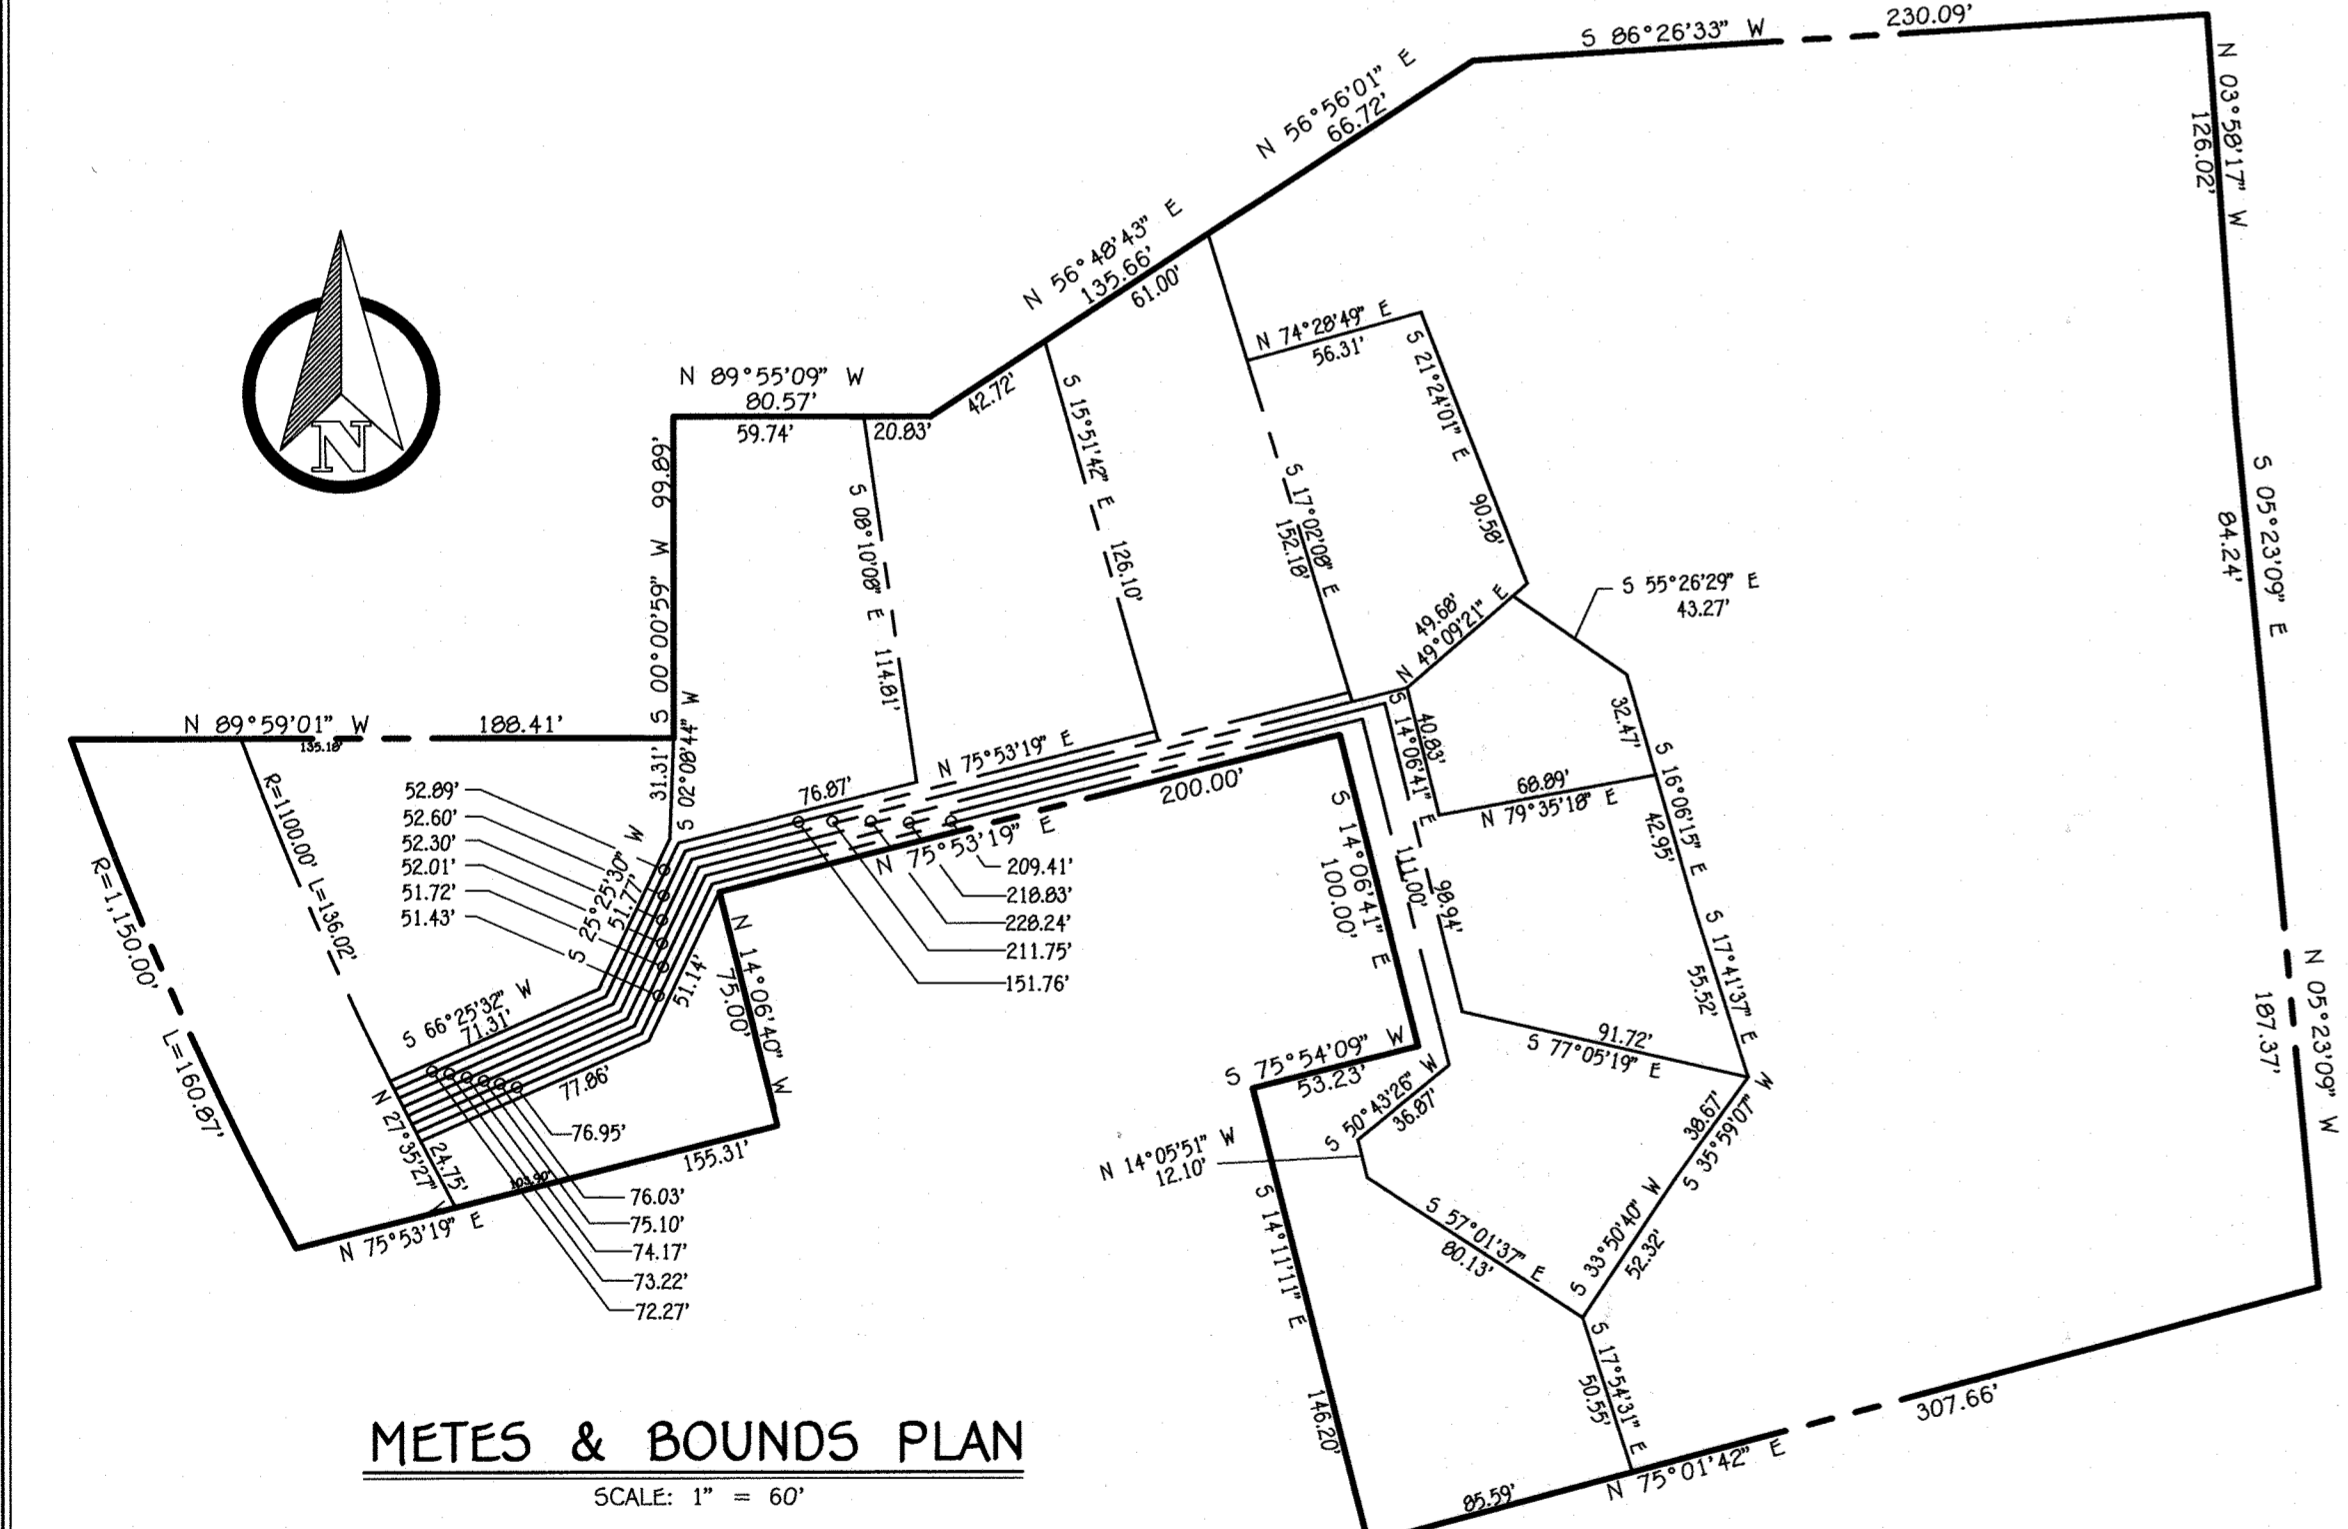 S 86°26'33" W
230.09'
N 03°58'17" W
126.02'
N 56°56'01" E
66.72'
N 56°48'43" E
135.66'
61.00'
42.72'
N 74°28'49" E
56.31'
S 21°24'01" E
90.58'
N 89°55'09" W
80.57'
59.74'
20.83'
99.89'
S 00°00'59" W
S 08°10'08" E
114.81'
S 15°51'42" E
126.10'
S 17°02'08" E
152.18'
S 05°23'09" E
84.24'
S 55°26'29" E
43.27'
49.68'
N 49°09'21" E
32.47'
N
N 89°59'01" W
188.41'
135.18'
31.31'
S 02°08'44" W
R=1100.00' L=136.02'
R=1,150.00'
L=160.87'
52.89'
52.60'
52.30'
52.01'
51.72'
51.43'
S 25°25'30" W
51.77'
51.14'
76.87'
N 75°53'19" E
200.00'
N 75°53'19" E
209.41'
218.83'
228.24'
211.75'
151.76'
S 14°06'41" E
40.83'
68.89'
N 79°35'18" E
S 16°06'15" E
42.95'
S 14°06'41" E
100.00'
111.00'
98.94'
S 17°41'37" E
55.52'
N 05°23'09" W
187.37'
N 14°06'40" W
75.00'
S 66°25'32" W
71.31'
77.86'
N 27°35'27" W
24.75'
76.95'
76.03'
75.10'
74.17'
73.22'
72.27'
155.31'
103.90'
N 75°53'19" E
S 75°54'09" W
53.23'
91.72'
S 77°05'19" E
S 50°43'26" W
36.87'
N 14°05'51" W
12.10'
38.67'
S 35°59'07" W
S 57°01'37" E
80.13'
S 33°50'40" W
52.32'
S 14°11'11" E
146.20'
S 17°54'31" E
50.55'
85.59'
N 75°01'42" E
307.66'
METES & BOUNDS PLAN
SCALE: 1" = 60'